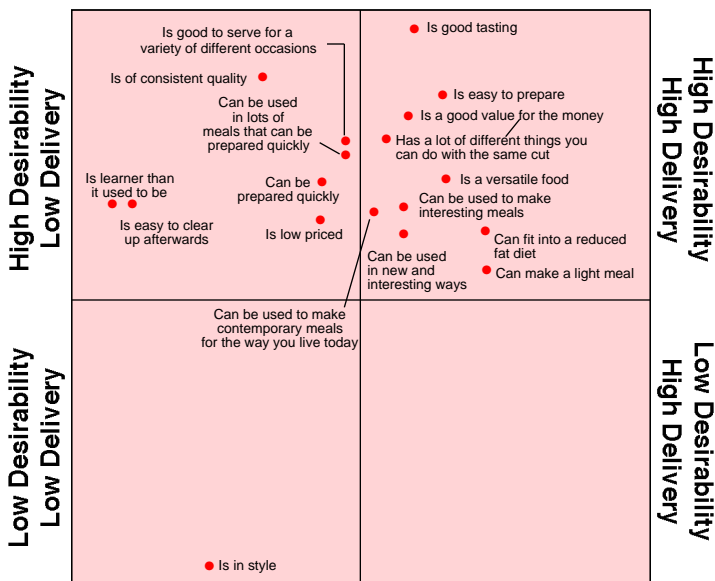 High Desirability
Low Delivery
Is good to serve for a
variety of different occasions
Is of consistent quality
Can be used
in lots of
meals that can be
prepared quickly
Is learner than
it used to be
Can be
prepared quickly
Is easy to clear
up afterwards
Is low priced
Is good tasting
Is easy to prepare
Is a good value for the money
Has a lot of different things you
can do with the same cut
Is a versatile food
Can be used to make
interesting meals
Can fit into a reduced
fat diet
Can be used
in new and
interesting ways
Can make a light meal
High Desirability
High Delivery
Can be used to make
contemporary meals
for the way you live today
Low Desirability
Low Delivery
Is in style
Low Desirability
High Delivery